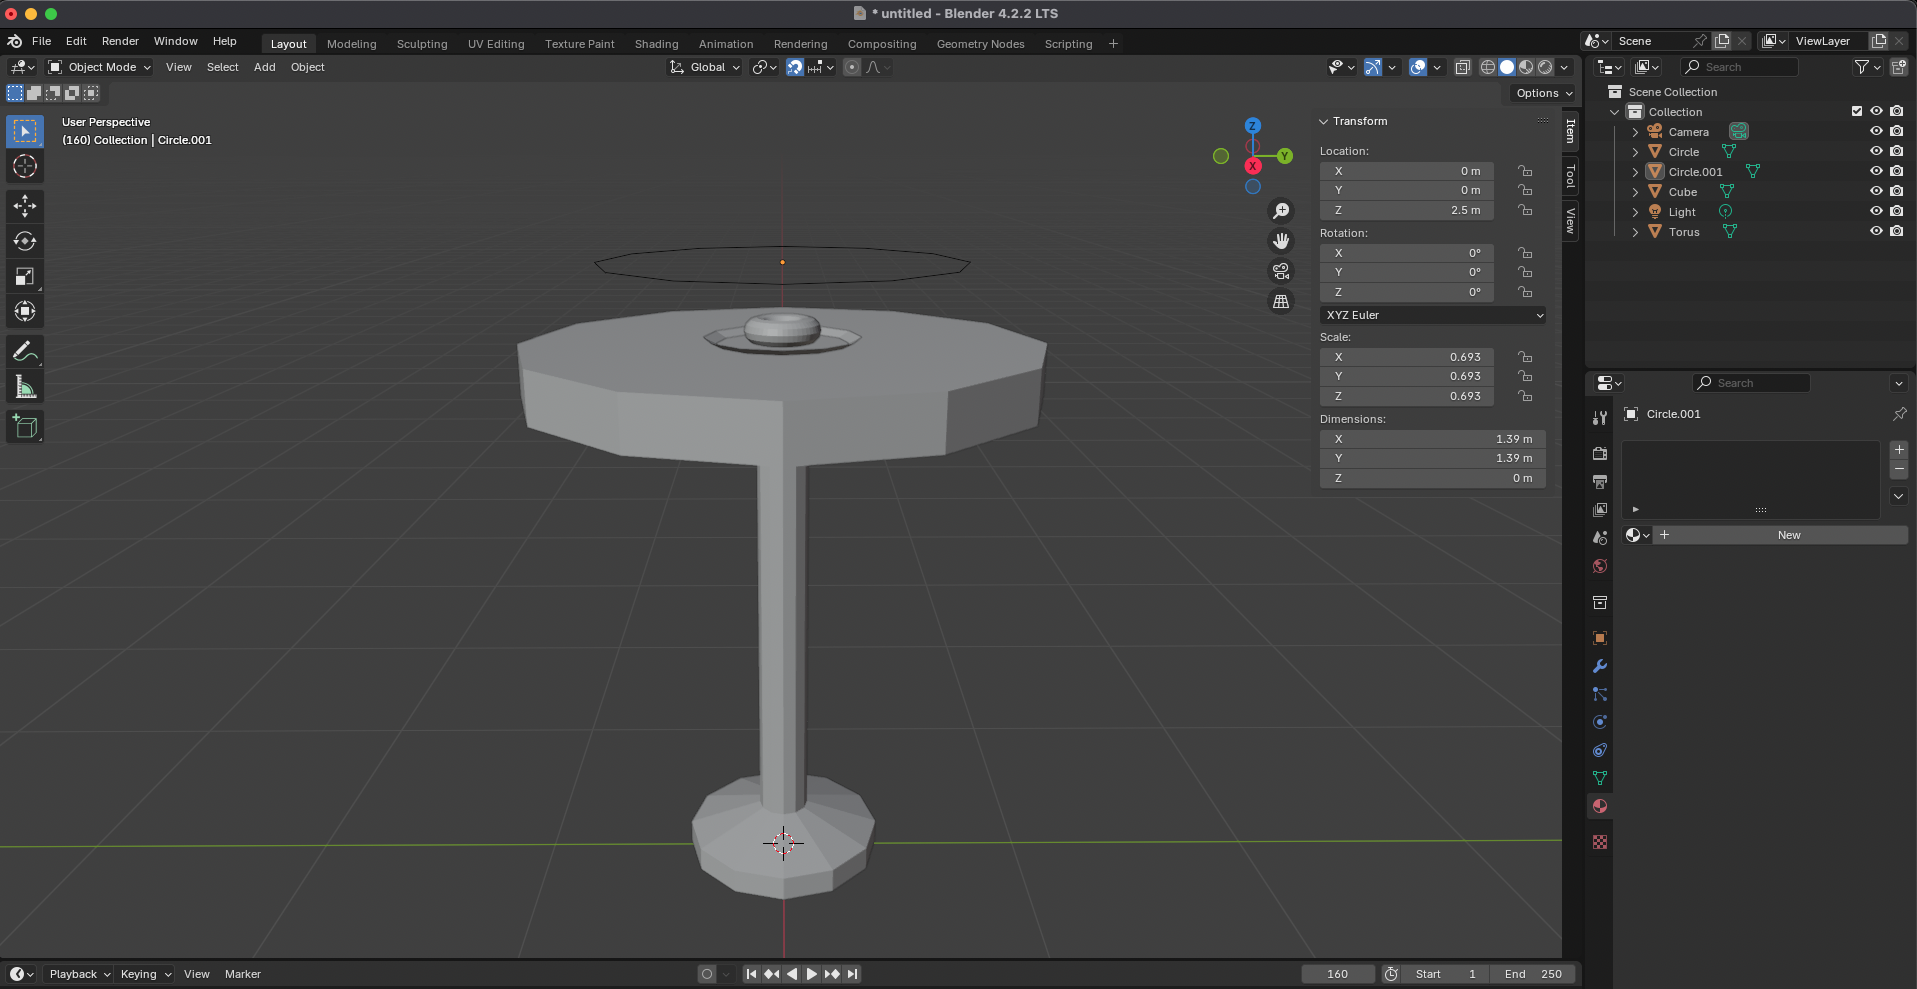 * untitled - Blender 4.2.2 LTS
File Edit Render Window Help Layout Modeling Sculpting UV Editing Texture Paint Shading Animation Rendering Compositing Geometry Nodes Scripting + Scene ViewLayer
Object Mode View Select Add Object Global Search
Options
User Perspective
(160) Collection | Circle.001
Z
Y
X
Transform
Location:
X 0 m
Y 0 m
Z 2.5 m
Rotation:
X 0°
Y 0°
Z 0°
XYZ Euler
Scale:
X 0.693
Y 0.693
Z 0.693
Dimensions:
X 1.39 m
Y 1.39 m
Z 0 m
Item
Tool
View
Scene Collection
Collection
Camera
Circle
Circle.001
Cube
Light
Torus
Search
Circle.001
New
Playback Keying View Marker 160 Start 1 End 250